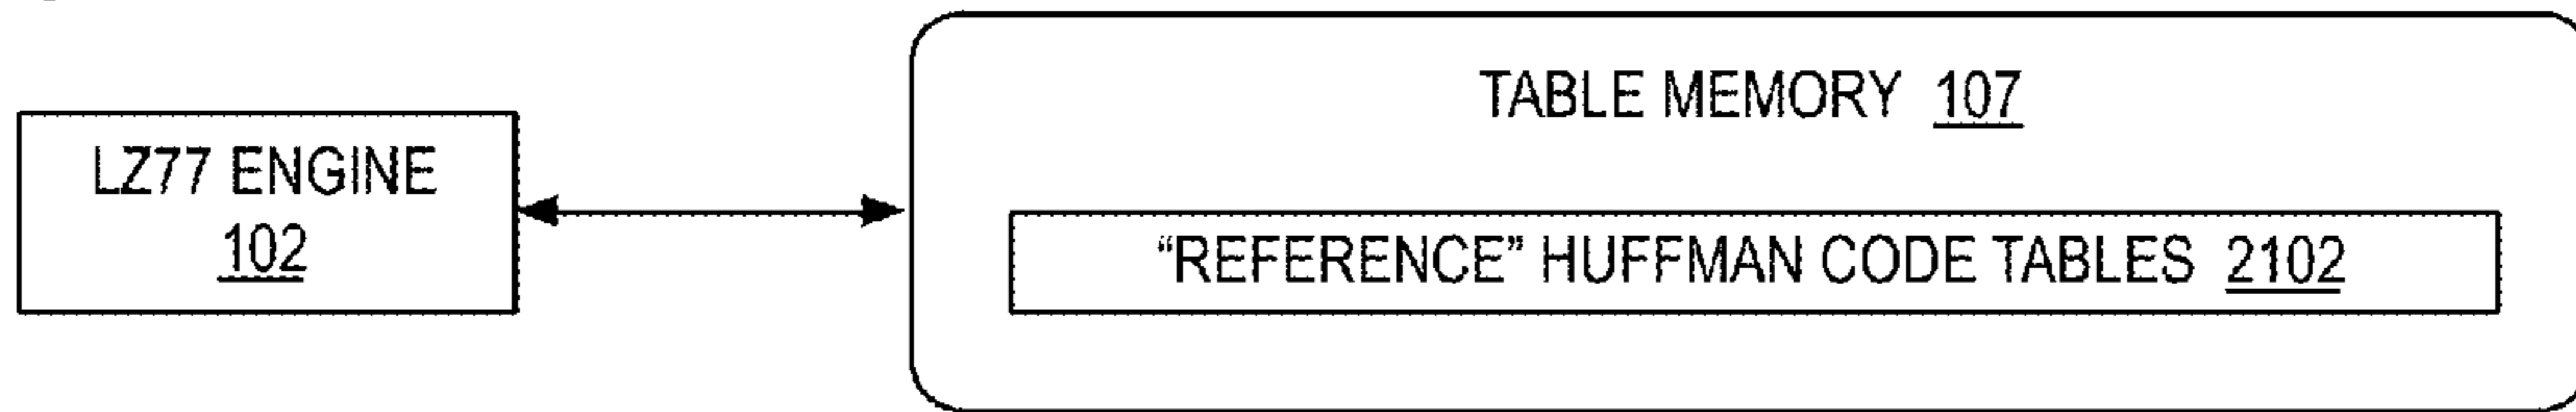 TABLE MEMORY 107
LZ77 ENGINE
102
“REFERENCE” HUFFMAN CODE TABLES 2102